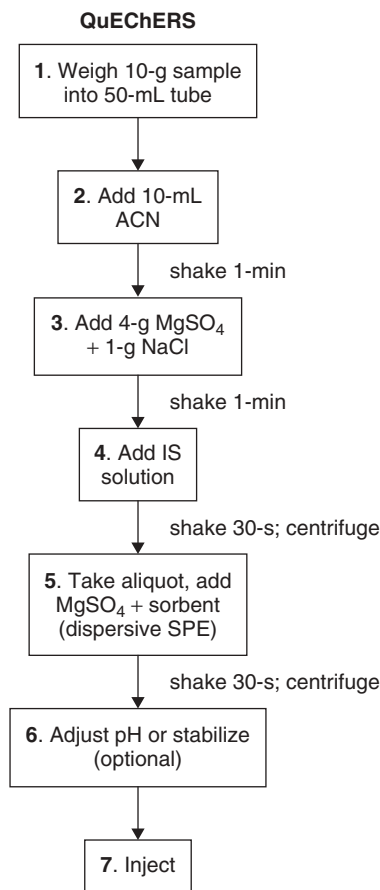 QuEChERS
1. Weigh 10-g sample
into 50-mL tube
2. Add 10-mL
ACN
shake 1-min
3. Add 4-g MgSO₄
+ 1-g NaCl
shake 1-min
4. Add IS
solution
shake 30-s; centrifuge
5. Take aliquot, add
MgSO₄ + sorbent
(dispersive SPE)
shake 30-s; centrifuge
6. Adjust pH or stabilize
(optional)
7. Inject